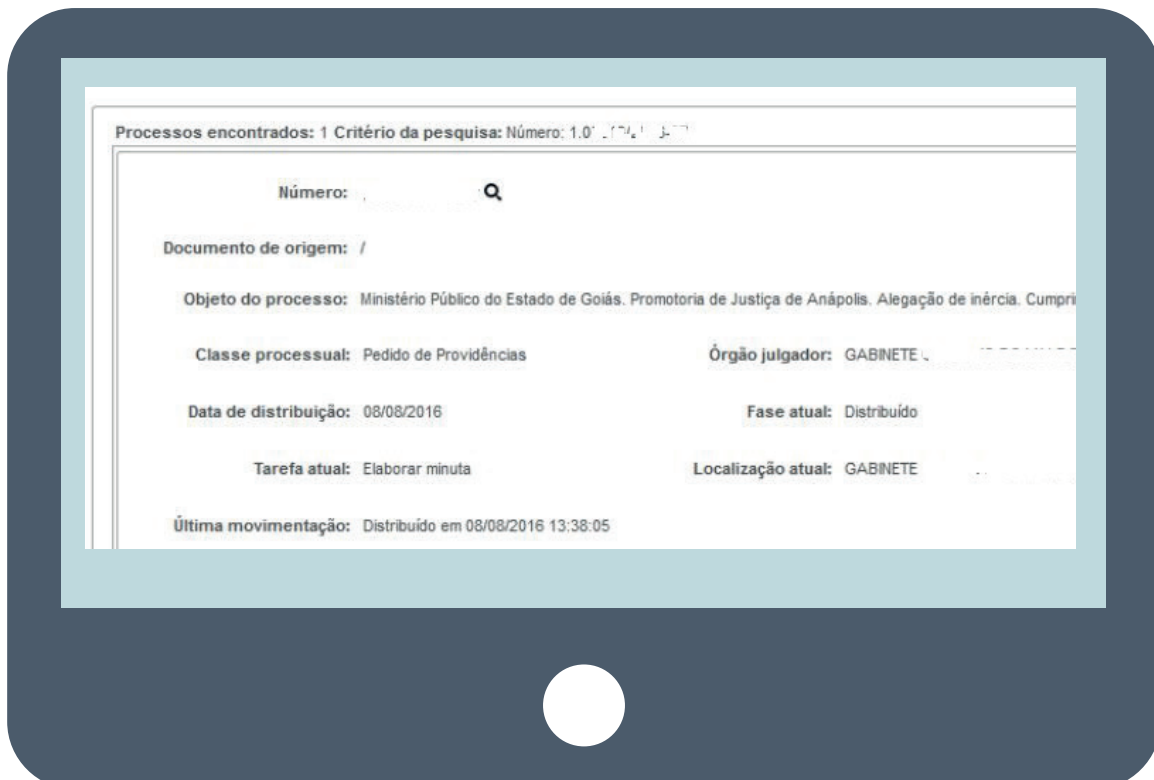 Processos encontrados: 1 Critério da pesquisa: Número:
Número:
Documento de origem: /
Objeto do processo: Ministério Público do Estado de Goiás. Promotoria de Justiça de Anápolis. Alegação de inércia. Cumpri
Classe processual: Pedido de Providências Órgão julgador: GABINETE
Data de distribuição: 08/08/2016 Fase atual: Distribuído
Tarefa atual: Elaborar minuta Localização atual: GABINETE
Última movimentação: Distribuído em 08/08/2016 13:38:05